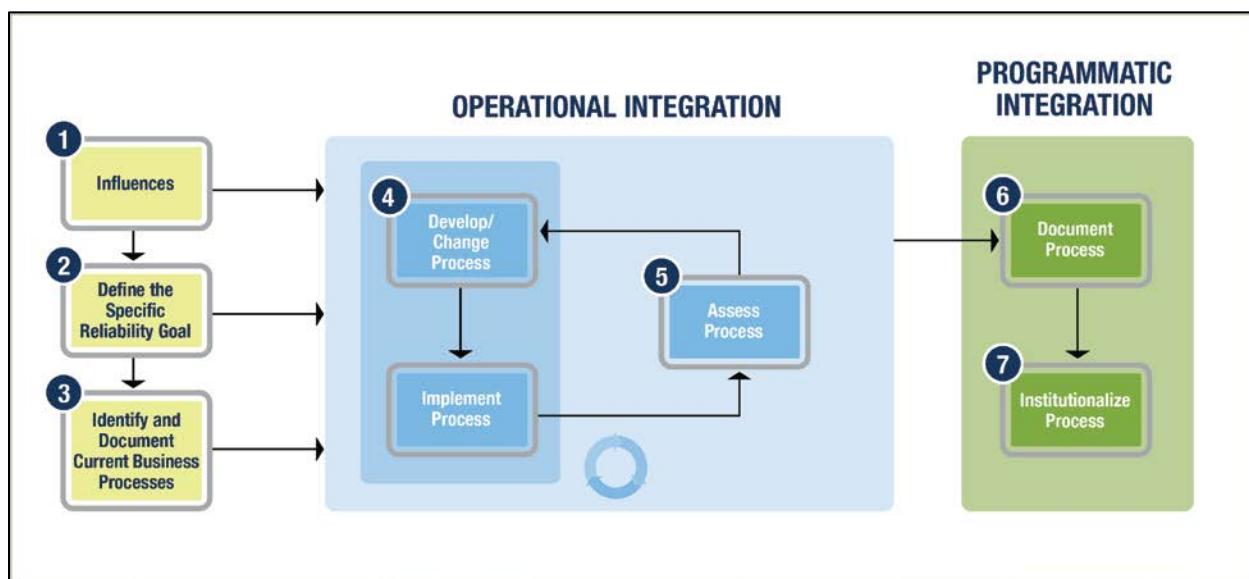 PROGRAMMATIC
INTEGRATION
OPERATIONAL INTEGRATION
1
Influences
2
Define the
Specific
Reliability Goal
3
Identify and
Document
Current Business
Processes
4
Develop/
Change
Process
Implement
Process
5
Assess
Process
6
Document
Process
7
Institutionalize
Process